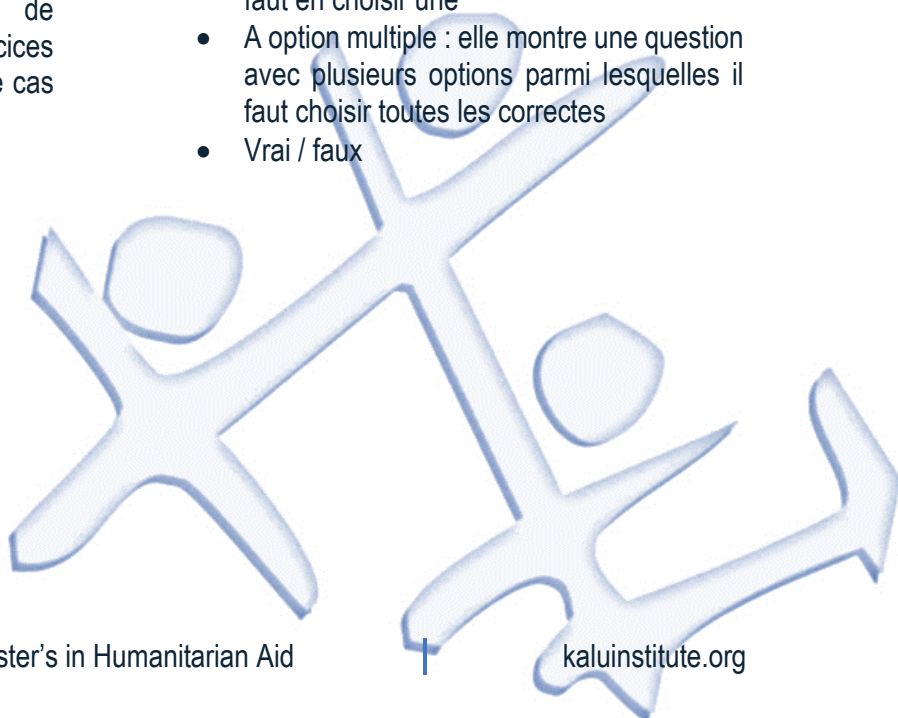 de
cices
e cas
faut en choisir une
• A option multiple : elle montre une question
avec plusieurs options parmi lesquelles il
faut choisir toutes les correctes
• Vrai / faux
ster's in Humanitarian Aid | kaluinstitute.org